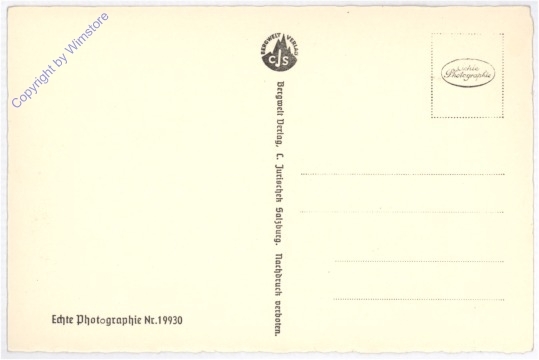 Copyright by Wimstore
BERGWELT VERLAG
CJS
Bergwelt Verlag, C. Jurischek Salzburg. Nachdruck verboten.
Echte
Photographie
Echte Photographie Nr. 19930